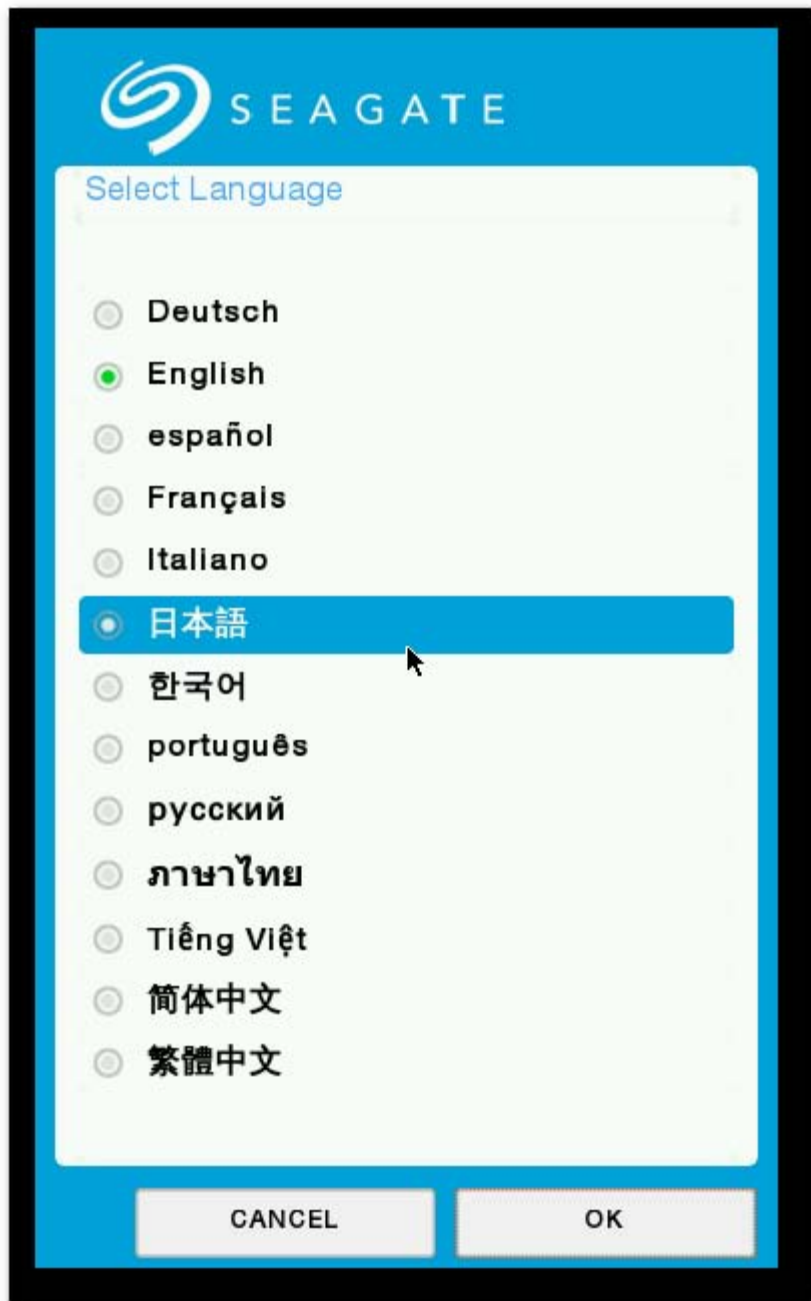 SEAGATE
Select Language
Deutsch
English
español
Français
Italiano
日本語
한국어
português
русский
ภาษาไทย
Tiếng Việt
简体中文
繁體中文
CANCEL
OK